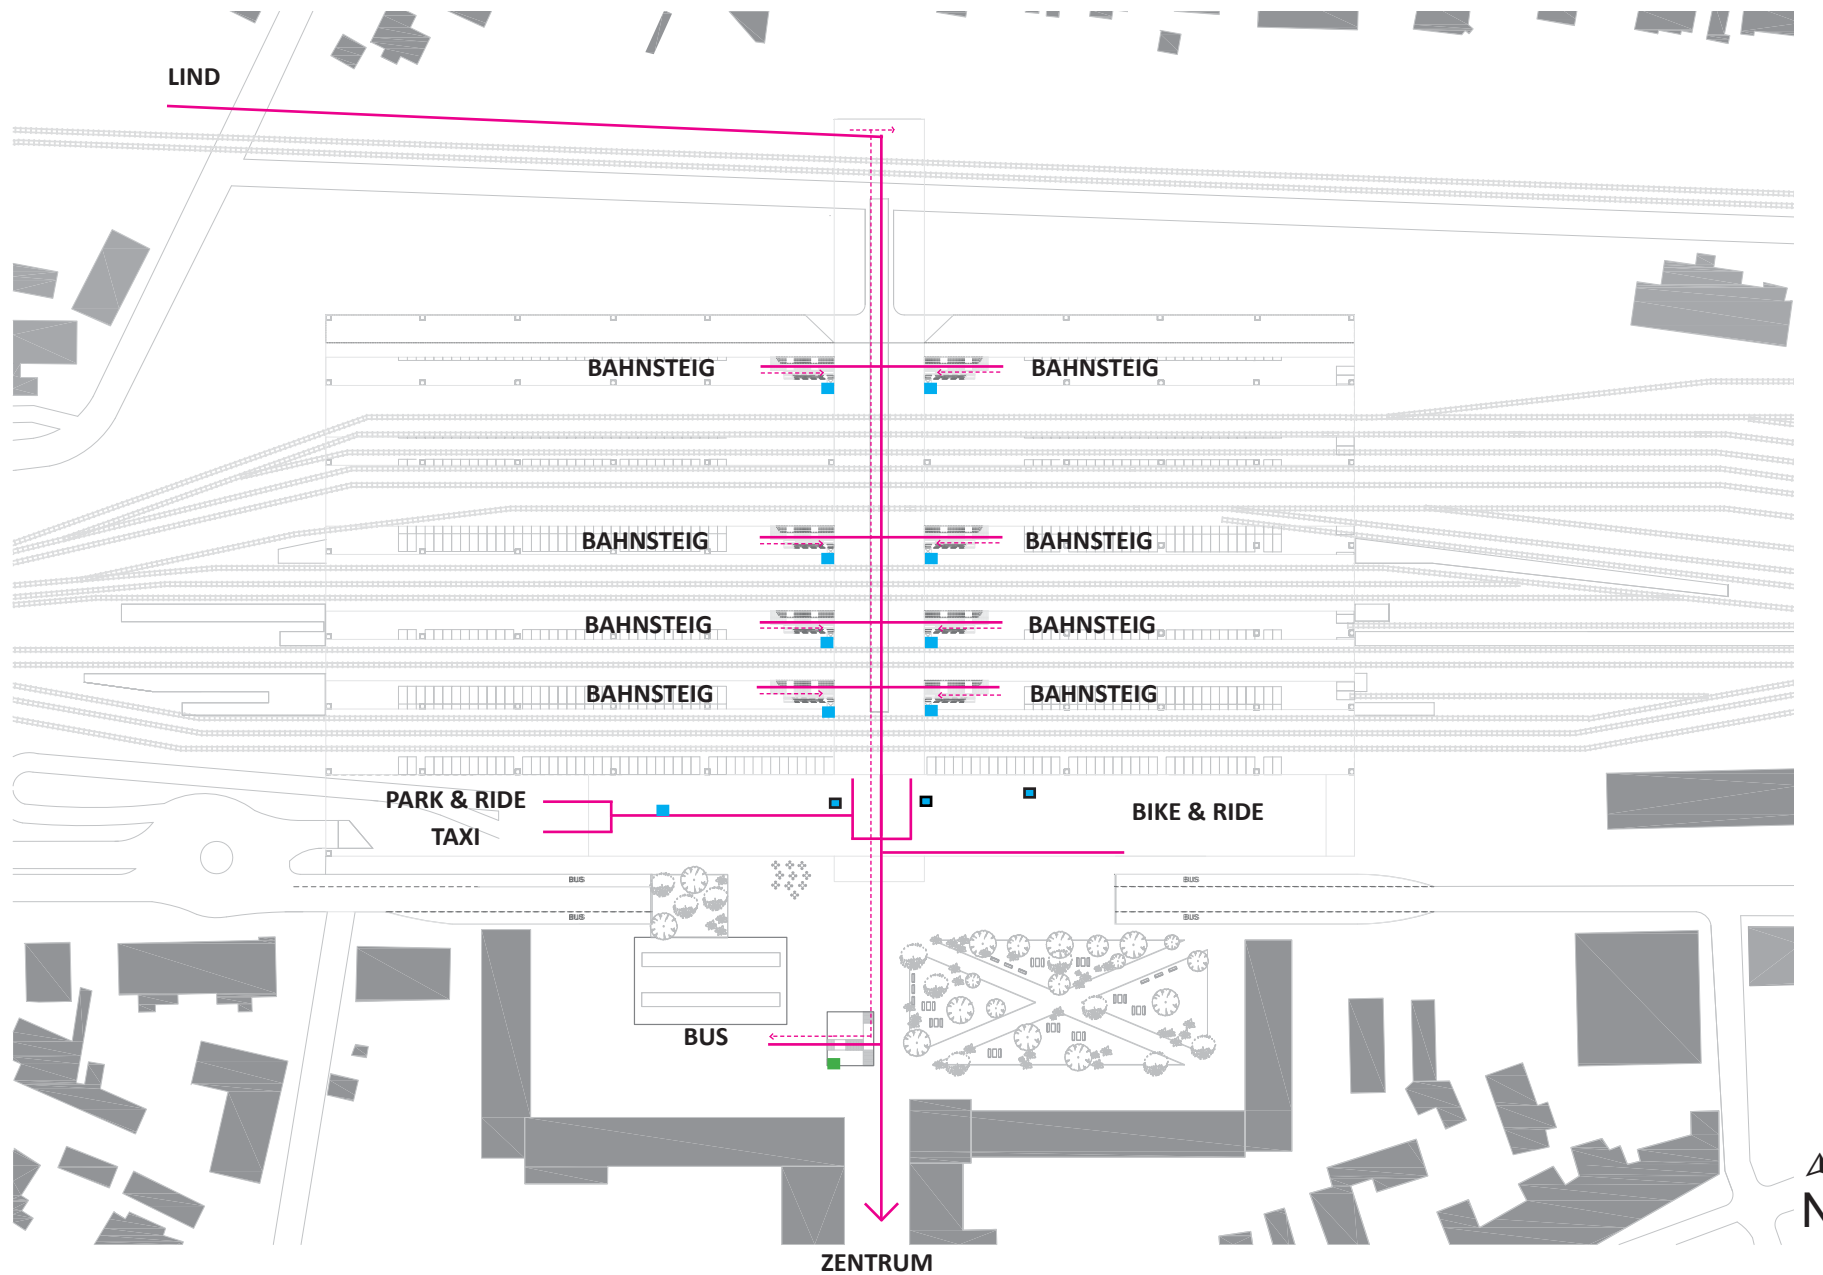 LIND
BAHNSTEIG BAHNSTEIG
BAHNSTEIG BAHNSTEIG
BAHNSTEIG BAHNSTEIG
BAHNSTEIG BAHNSTEIG
PARK & RIDE
BIKE & RIDE
TAXI
BUS BUS
BUS BUS
BUS
N
ZENTRUM